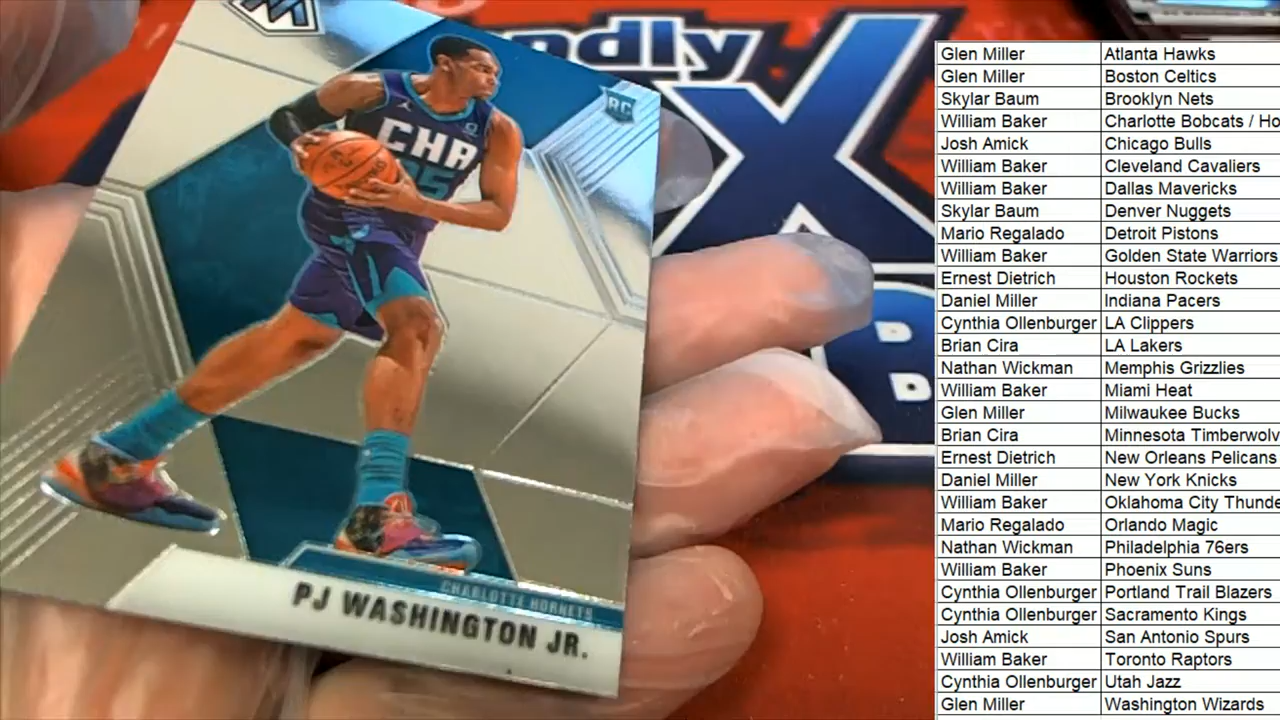 ndly
X
RC
CHA
25
CHARLOTTE HORNETS
PJ WASHINGTON JR.
Glen Miller Atlanta Hawks
Glen Miller Boston Celtics
Skylar Baum Brooklyn Nets
William Baker Charlotte Bobcats / Ho
Josh Amick Chicago Bulls
William Baker Cleveland Cavaliers
William Baker Dallas Mavericks
Skylar Baum Denver Nuggets
Mario Regalado Detroit Pistons
William Baker Golden State Warriors
Ernest Dietrich Houston Rockets
Daniel Miller Indiana Pacers
Cynthia Ollenburger LA Clippers
Brian Cira LA Lakers
Nathan Wickman Memphis Grizzlies
William Baker Miami Heat
Glen Miller Milwaukee Bucks
Brian Cira Minnesota Timberwolv
Ernest Dietrich New Orleans Pelicans
Daniel Miller New York Knicks
William Baker Oklahoma City Thunde
Mario Regalado Orlando Magic
Nathan Wickman Philadelphia 76ers
William Baker Phoenix Suns
Cynthia Ollenburger Portland Trail Blazers
Cynthia Ollenburger Sacramento Kings
Josh Amick San Antonio Spurs
William Baker Toronto Raptors
Cynthia Ollenburger Utah Jazz
Glen Miller Washington Wizards